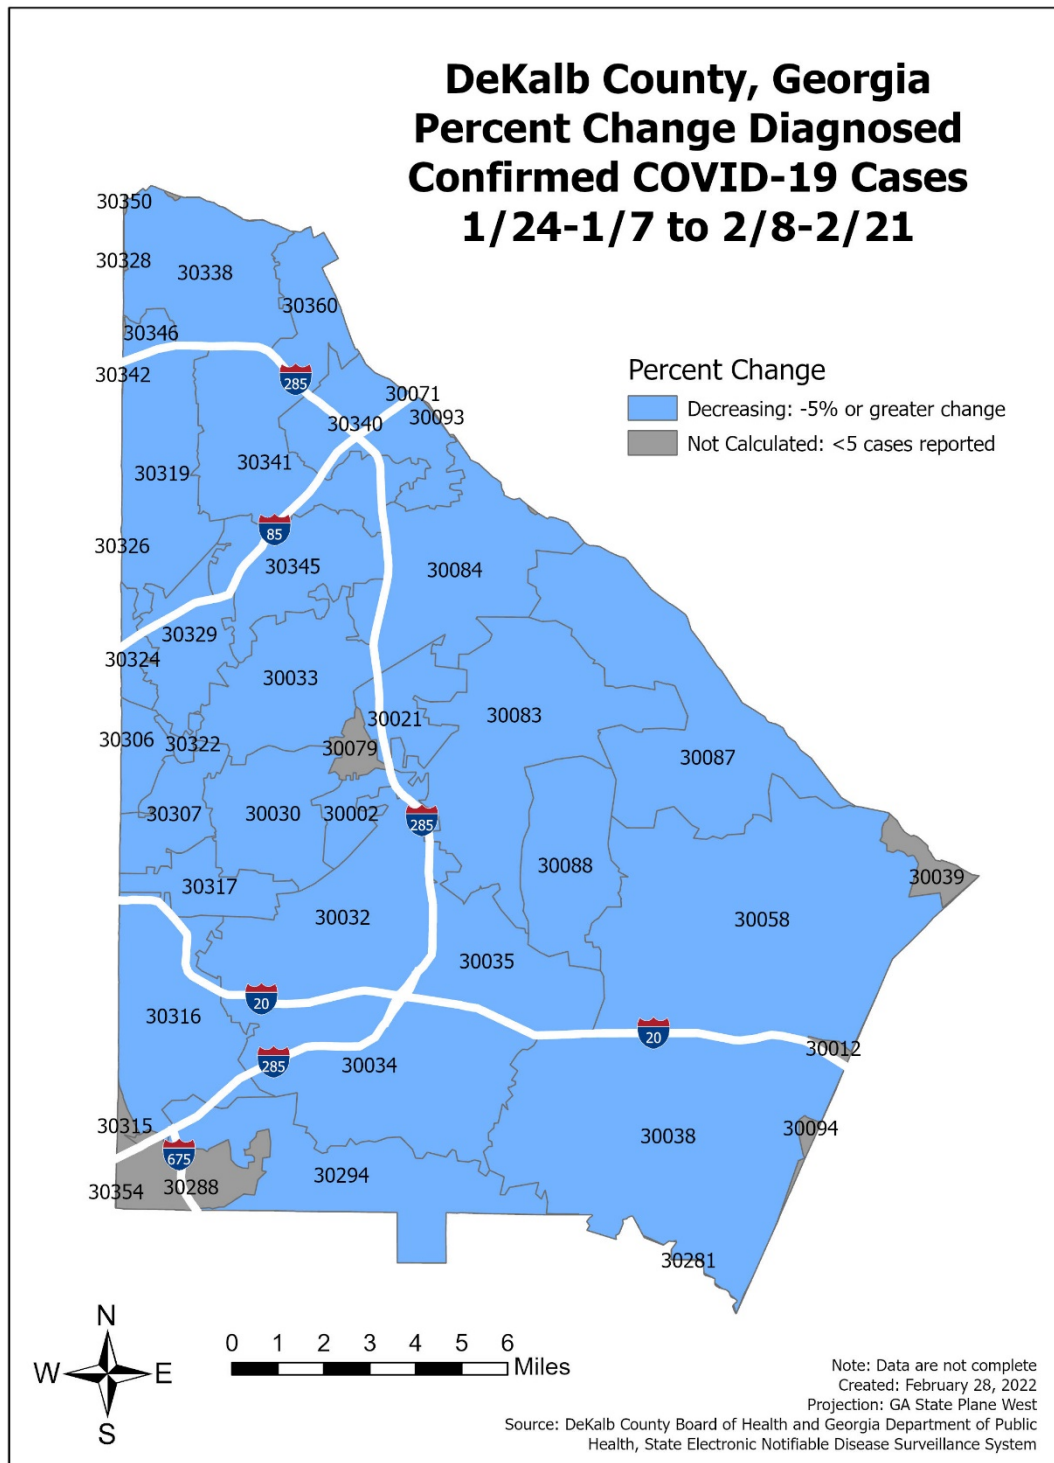 DeKalb County, Georgia
Percent Change Diagnosed
Confirmed COVID-19 Cases
1/24-1/7 to 2/8-2/21
30350
30328
30338
30360
30346
30342
285
30071
30093
30340
Percent Change
Decreasing: -5% or greater change
Not Calculated: <5 cases reported
30319
30341
85
30326
30345
30084
30329
30324
30033
30021
30083
30306
30322
30079
30087
30307
30030
30002
285
30088
30317
30039
30032
30058
30035
20
30316
20
30012
285
30034
30315
30094
30038
675
30294
30354
30288
30281
N
W
E
S
0 1 2 3 4 5 6
Miles
Note: Data are not complete
Created: February 28, 2022
Projection: GA State Plane West
Source: DeKalb County Board of Health and Georgia Department of Public
Health, State Electronic Notifiable Disease Surveillance System